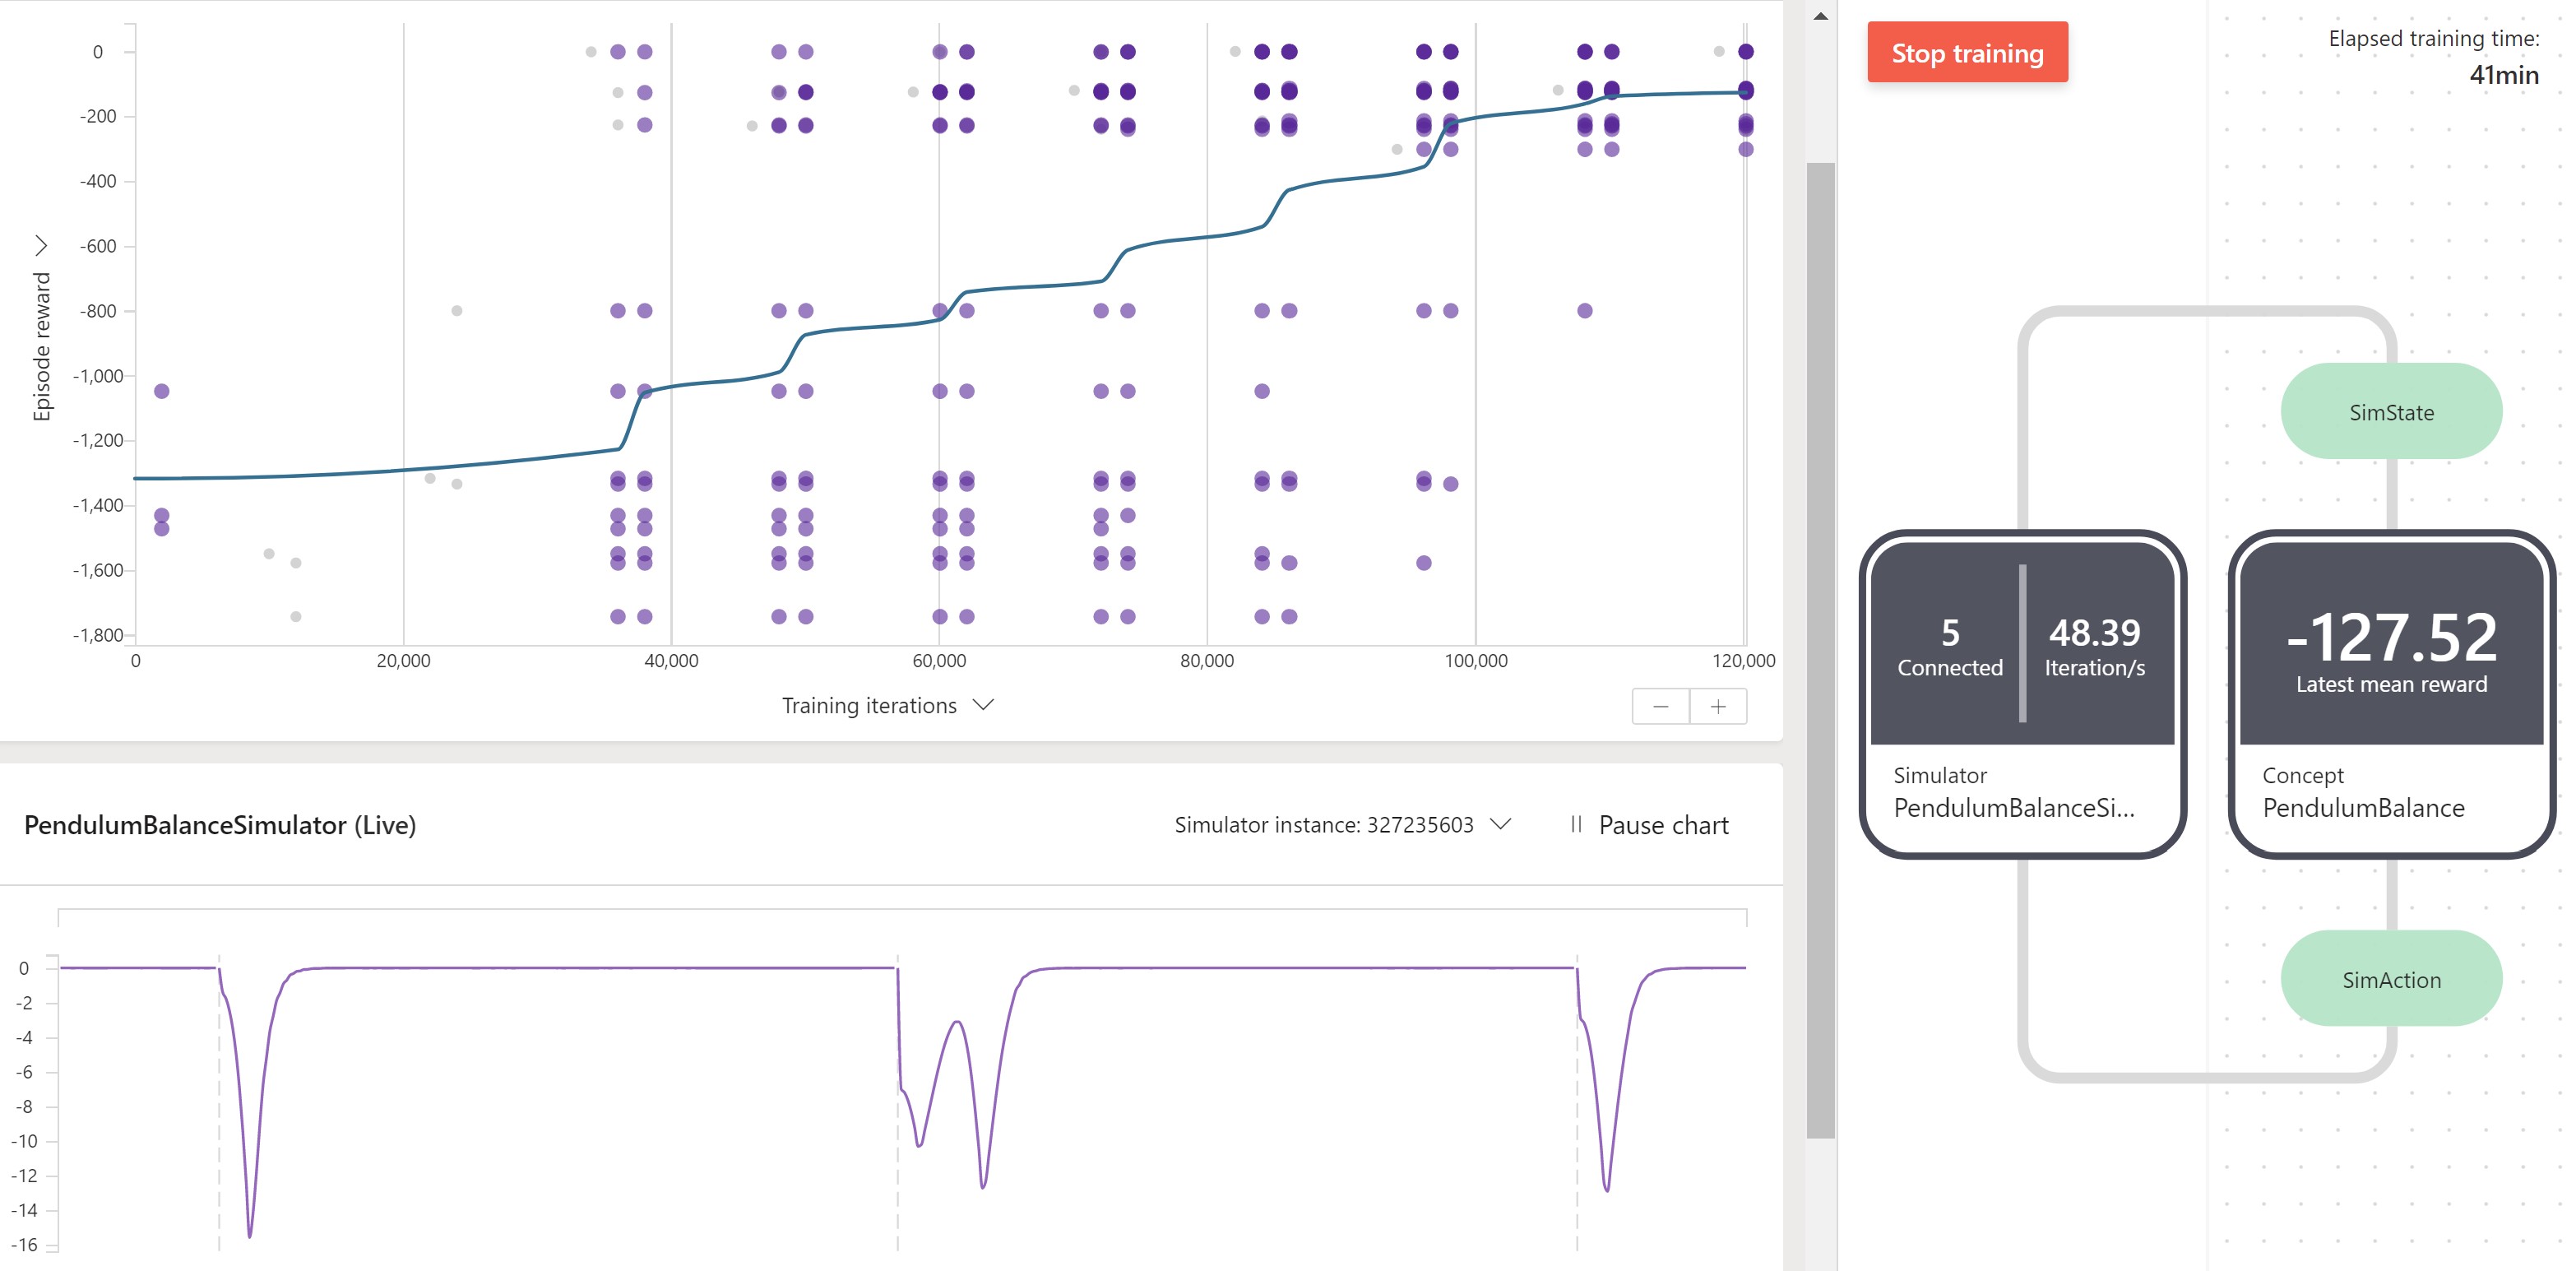 0
-200
-400
-600
-800
-1,000
-1,200
-1,400
-1,600
-1,800
Episode reward
0 20,000 40,000 60,000 80,000 100,000 120,000
Training iterations
− +
PendulumBalanceSimulator (Live)
Simulator instance: 327235603
Pause chart
0
-2
-4
-6
-8
-10
-12
-14
-16
Stop training
Elapsed training time:
41min
SimState
5
Connected
48.39
Iteration/s
Simulator
PendulumBalanceSi...
-127.52
Latest mean reward
Concept
PendulumBalance
SimAction